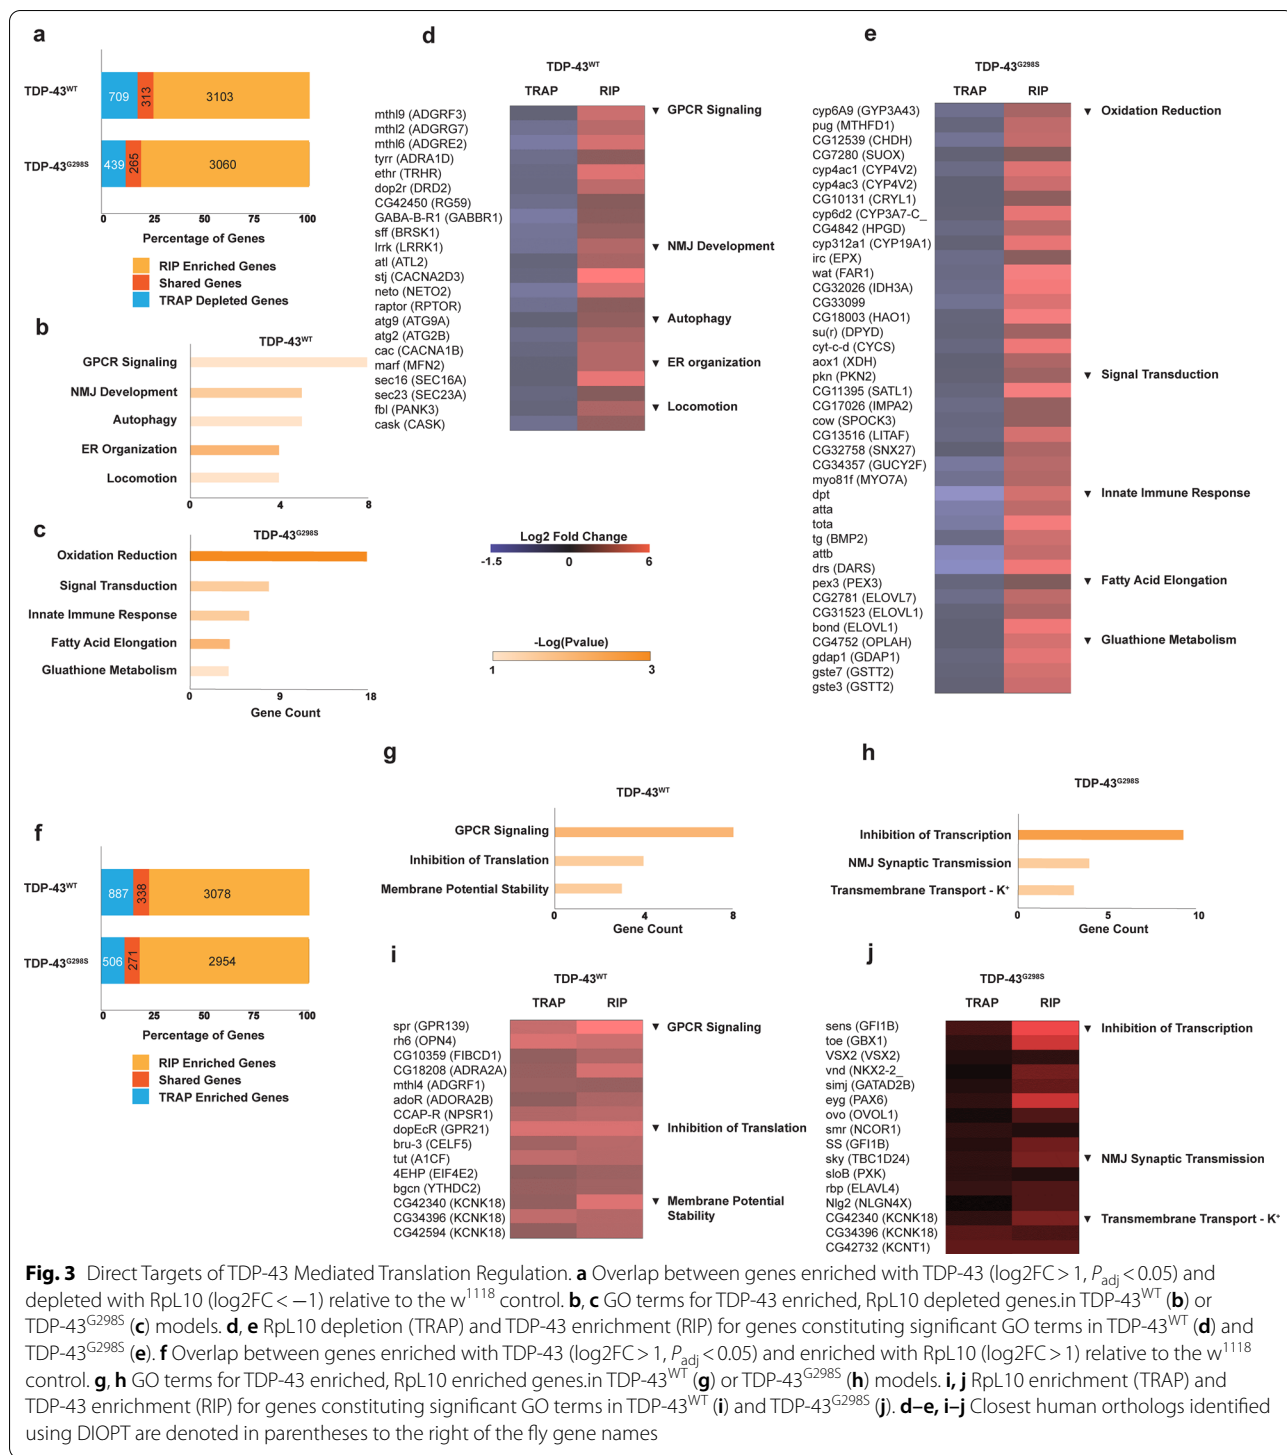 a
TDP-43WT
709
313
3103
TDP-43G298S
439
265
3060
0 25 50 75 100
Percentage of Genes
RIP Enriched Genes
Shared Genes
TRAP Depleted Genes
b
TDP-43WT
GPCR Signaling
NMJ Development
Autophagy
ER Organization
Locomotion
0 4 8
c
TDP-43G298S
Oxidation Reduction
Signal Transduction
Innate Immune Response
Fatty Acid Elongation
Gluathione Metabolism
0 9 18
Gene Count
d
TDP-43WT
TRAP RIP
mthl9 (ADGRF3)
mthl2 (ADGRG7)
mthl6 (ADGRE2)
tyrr (ADRA1D)
ethr (TRHR)
dop2r (DRD2)
CG42450 (RG59)
GABA-B-R1 (GABBR1)
sff (BRSK1)
lrrk (LRRK1)
atl (ATL2)
stj (CACNA2D3)
neto (NETO2)
raptor (RPTOR)
atg9 (ATG9A)
atg2 (ATG2B)
cac (CACNA1B)
marf (MFN2)
sec16 (SEC16A)
sec23 (SEC23A)
fbl (PANK3)
cask (CASK)
▼ GPCR Signaling
▼ NMJ Development
▼ Autophagy
▼ ER organization
▼ Locomotion
Log2 Fold Change
-1.5 0 6
-Log(Pvalue)
1 3
e
TDP-43G298S
TRAP RIP
cyp6A9 (GYP3A43)
pug (MTHFD1)
CG12539 (CHDH)
CG7280 (SUOX)
cyp4ac1 (CYP4V2)
cyp4ac3 (CYP4V2)
CG10131 (CRYL1)
cyp6d2 (CYP3A7-C_
CG4842 (HPGD)
cyp312a1 (CYP19A1)
irc (EPX)
wat (FAR1)
CG32026 (IDH3A)
CG33099
CG18003 (HAO1)
su(r) (DPYD)
cyt-c-d (CYCS)
aox1 (XDH)
pkn (PKN2)
CG11395 (SATL1)
CG17026 (IMPA2)
cow (SPOCK3)
CG13516 (LITAF)
CG32758 (SNX27)
CG34357 (GUCY2F)
myo81f (MYO7A)
dpt
atta
tota
tg (BMP2)
attb
drs (DARS)
pex3 (PEX3)
CG2781 (ELOVL7)
CG31523 (ELOVL1)
bond (ELOVL1)
CG4752 (OPLAH)
gdap1 (GDAP1)
gste7 (GSTT2)
gste3 (GSTT2)
▼ Oxidation Reduction
▼ Signal Transduction
▼ Innate Immune Response
▼ Fatty Acid Elongation
▼ Gluathione Metabolism
f
TDP-43WT
887
338
3078
TDP-43G298S
506
271
2954
0 25 50 75 100
Percentage of Genes
RIP Enriched Genes
Shared Genes
TRAP Enriched Genes
g
TDP-43WT
GPCR Signaling
Inhibition of Translation
Membrane Potential Stability
0 4 8
Gene Count
h
TDP-43G298S
Inhibition of Transcription
NMJ Synaptic Transmission
Transmembrane Transport - K+
0 5 10
Gene Count
i
TDP-43WT
TRAP RIP
spr (GPR139)
rh6 (OPN4)
CG10359 (FIBCD1)
CG18208 (ADRA2A)
mthl4 (ADGRF1)
adoR (ADORA2B)
CCAP-R (NPSR1)
dopEcR (GPR21)
bru-3 (CELF5)
tut (A1CF)
4EHP (EIF4E2)
bgcn (YTHDC2)
CG42340 (KCNK18)
CG34396 (KCNK18)
CG42594 (KCNK18)
▼ GPCR Signaling
▼ Inhibition of Translation
▼ Membrane Potential
Stability
j
TDP-43G298S
TRAP RIP
sens (GFI1B)
toe (GBX1)
VSX2 (VSX2)
vnd (NKX2-2_
simj (GATAD2B)
eyg (PAX6)
ovo (OVOL1)
smr (NCOR1)
SS (GFI1B)
sky (TBC1D24)
sloB (PXK)
rbp (ELAVL4)
Nlg2 (NLGN4X)
CG42340 (KCNK18)
CG34396 (KCNK18)
CG42732 (KCNT1)
▼ Inhibition of Transcription
▼ NMJ Synaptic Transmission
▼ Transmembrane Transport - K+
Fig. 3 Direct Targets of TDP-43 Mediated Translation Regulation. a Overlap between genes enriched with TDP-43 (log2FC > 1, Padj < 0.05) and
depleted with RpL10 (log2FC < −1) relative to the w1118 control. b, c GO terms for TDP-43 enriched, RpL10 depleted genes.in TDP-43WT (b) or
TDP-43G298S (c) models. d, e RpL10 depletion (TRAP) and TDP-43 enrichment (RIP) for genes constituting significant GO terms in TDP-43WT (d) and
TDP-43G298S (e). f Overlap between genes enriched with TDP-43 (log2FC > 1, Padj < 0.05) and enriched with RpL10 (log2FC > 1) relative to the w1118
control. g, h GO terms for TDP-43 enriched, RpL10 enriched genes.in TDP-43WT (g) or TDP-43G298S (h) models. i, j RpL10 enrichment (TRAP) and
TDP-43 enrichment (RIP) for genes constituting significant GO terms in TDP-43WT (i) and TDP-43G298S (j). d–e, i–j Closest human orthologs identified
using DIOPT are denoted in parentheses to the right of the fly gene names